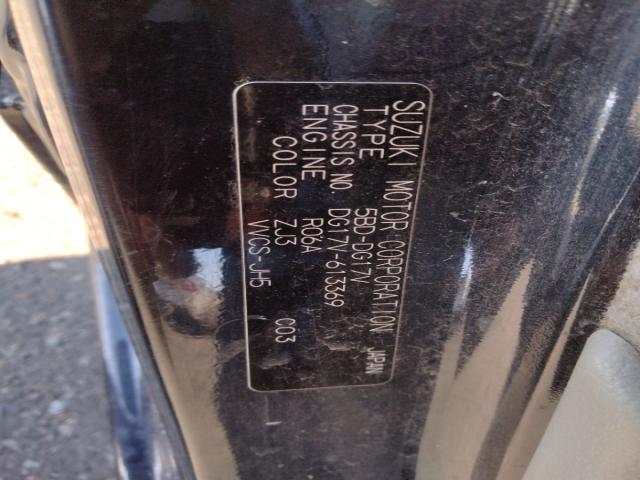 SUZUKI MOTOR CORPORATION JAPAN
TYPE 5BD-DG17V
CHASSIS NO DG17V-613369
ENGINE R06A
COLOR ZJ3 C03
VVCS-JH5